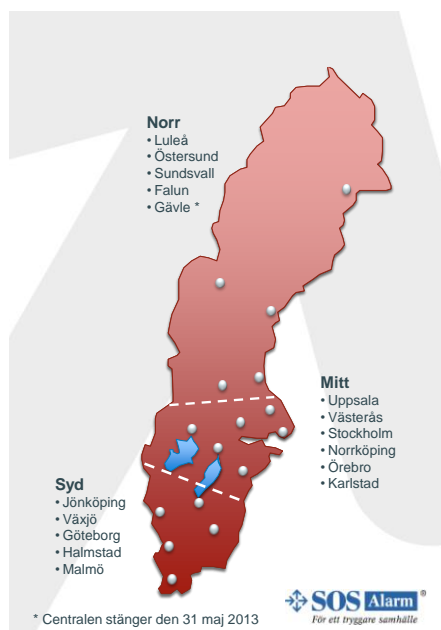 Norr
• Luleå
• Östersund
• Sundsvall
• Falun
• Gävle *
Mitt
• Uppsala
• Västerås
• Stockholm
• Norrköping
• Örebro
• Karlstad
Syd
• Jönköping
• Växjö
• Göteborg
• Halmstad
• Malmö
* Centralen stänger den 31 maj 2013
SOS Alarm ®
För ett tryggare samhälle